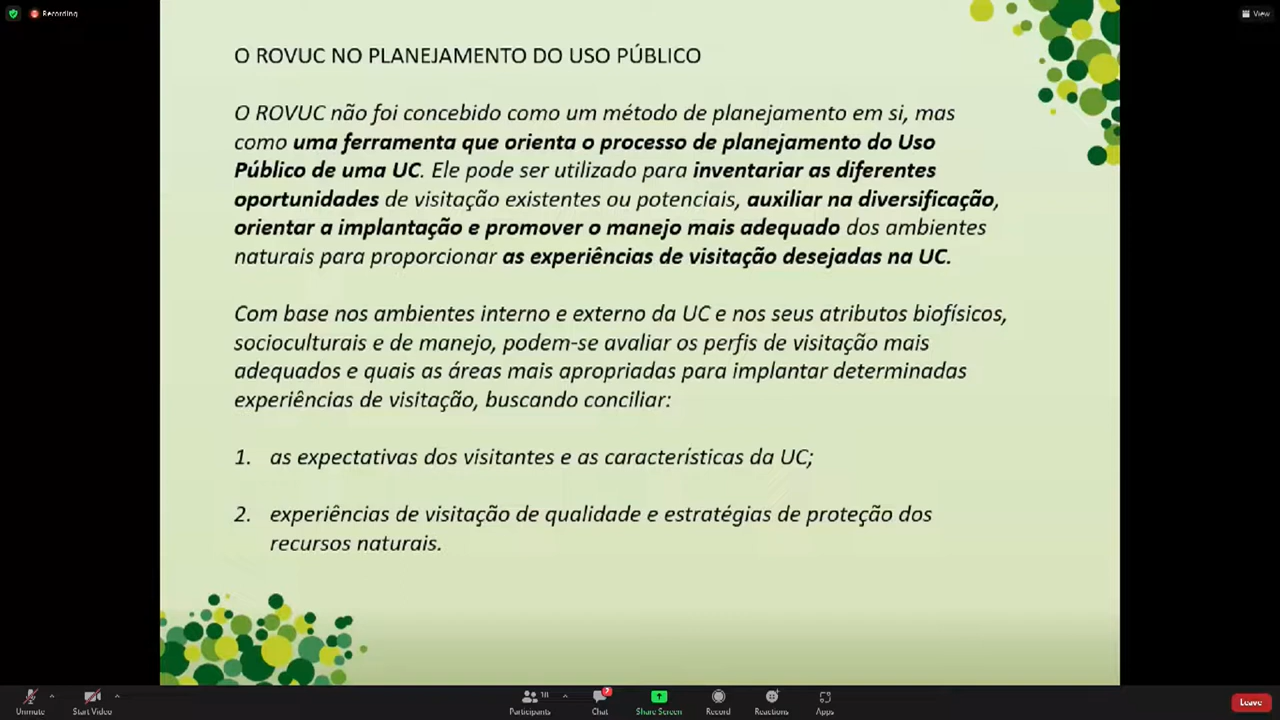 Recording
View
O ROVUC NO PLANEJAMENTO DO USO PÚBLICO
O ROVUC não foi concebido como um método de planejamento em si, mas
como uma ferramenta que orienta o processo de planejamento do Uso
Público de uma UC. Ele pode ser utilizado para inventariar as diferentes
oportunidades de visitação existentes ou potenciais, auxiliar na diversificação,
orientar a implantação e promover o manejo mais adequado dos ambientes
naturais para proporcionar as experiências de visitação desejadas na UC.
Com base nos ambientes interno e externo da UC e nos seus atributos biofísicos,
socioculturais e de manejo, podem-se avaliar os perfis de visitação mais
adequados e quais as áreas mais apropriadas para implantar determinadas
experiências de visitação, buscando conciliar:
1. as expectativas dos visitantes e as características da UC;
2. experiências de visitação de qualidade e estratégias de proteção dos
recursos naturais.
Unmute
Start Video
18
Participants
7
Chat
Share Screen
Record
Reactions
Apps
Leave